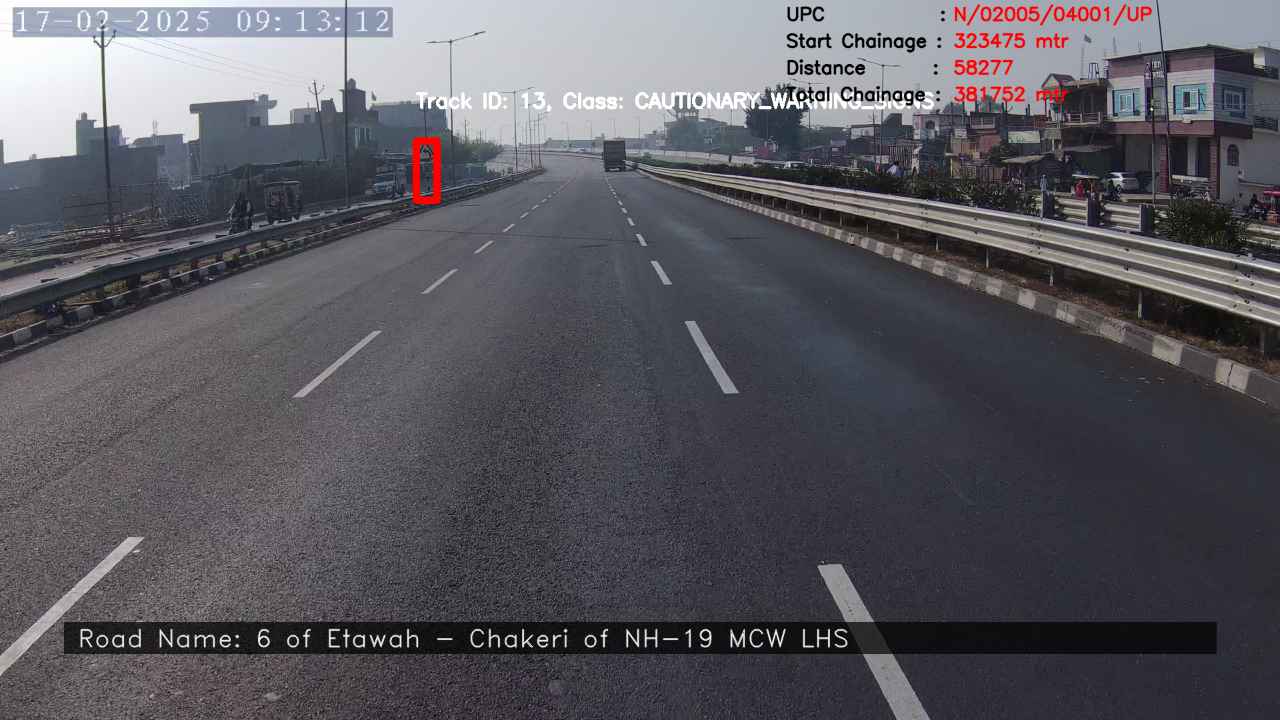 17-02-2025 09:13:12
UPC : N/02005/04001/UP
Start Chainage : 323475 mtr
Distance : 58277
Total Chainage : 381752 mtr
Track ID: 13, Class: CAUTIONARY_WARNING_SIGNS
Road Name: 6 of Etawah - Chakeri of NH-19 MCW LHS